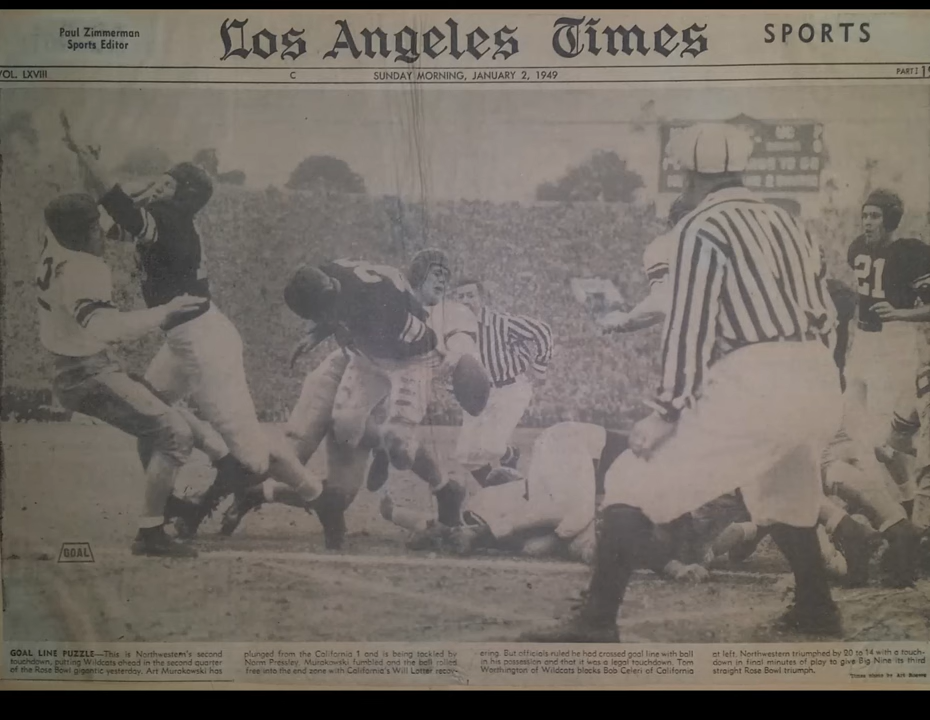 Paul Zimmerman
Sports Editor
Los Angeles Times
SPORTS
VOL. LXVIII
C
SUNDAY MORNING, JANUARY 2, 1949
PART I
21
GOAL
GOAL LINE PUZZLE—This is Northwestern's second
touchdown, putting Wildcats ahead in the second quarter
of the Rose Bowl gigantic yesterday. Art Murakowski has
plunged from the California 1 and is being tackled by
Norm Presley. Murakowski fumbled and the ball rolled
free into the end zone with California's Will Lotter recov-
ering. But officials ruled he had crossed goal line with ball
in his possession and that it was a legal touchdown. Tom
Worthington of Wildcats blocks Bob Celeri of California
at left. Northwestern triumphed by 20 to 14 with a touch-
down in final minutes of play to give Big Nine its third
straight Rose Bowl triumph.
Times photo by Art